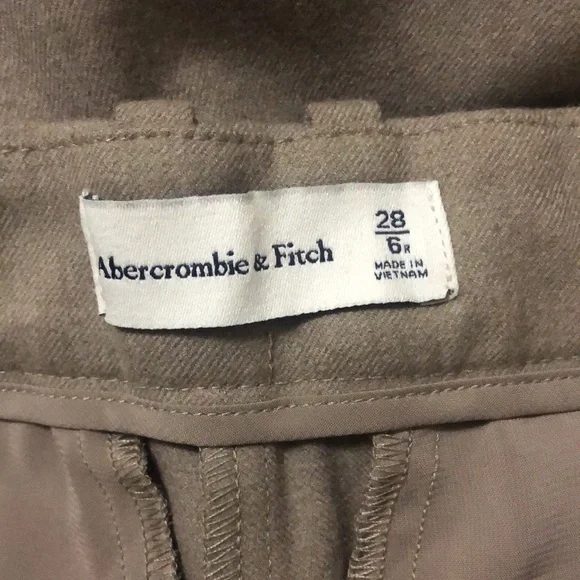 Abercrombie & Fitch
28
6R
MADE IN
VIETNAM